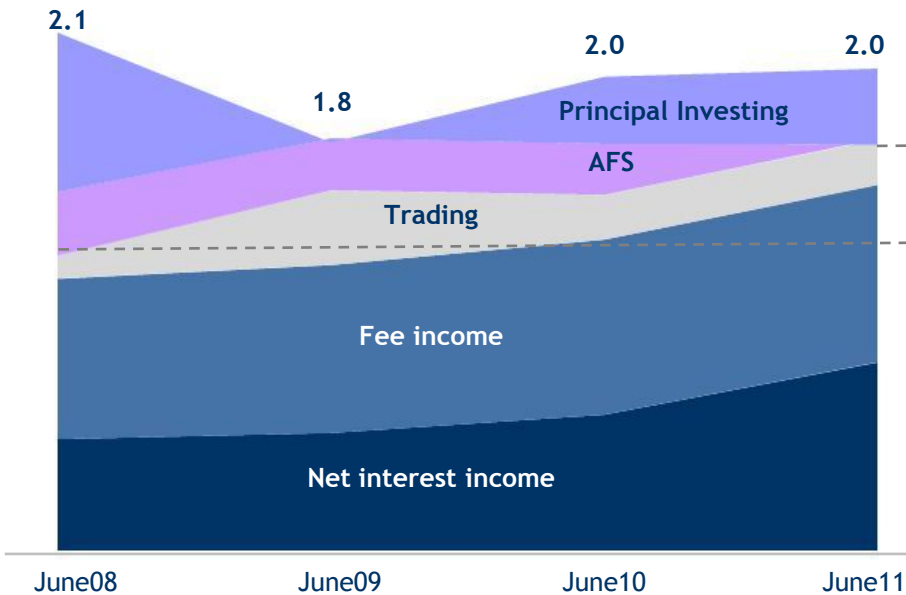 2.1
1.8
2.0
2.0
Principal Investing
AFS
Trading
Fee income
Net interest income
June08 June09 June10 June11